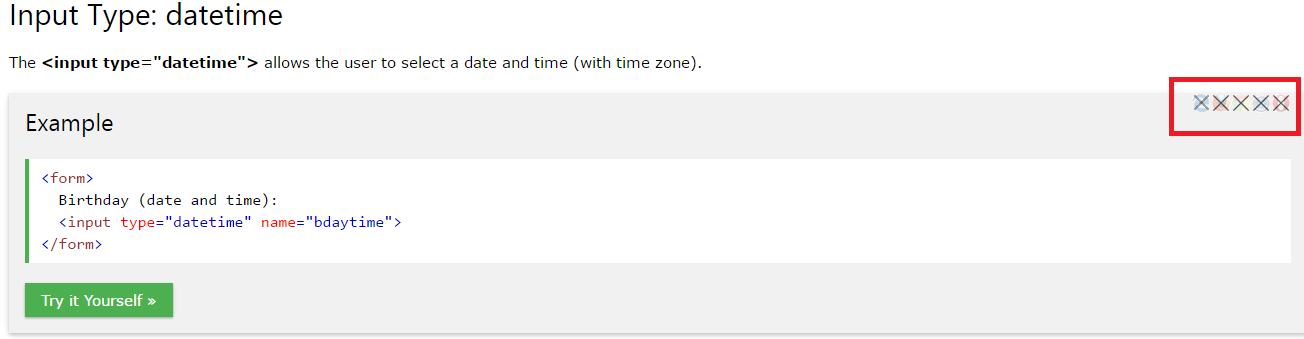 Input Type: datetime
The <input type="datetime"> allows the user to select a date and time (with time zone).
Example
<form>
  Birthday (date and time):
  <input type="datetime" name="bdaytime">
</form>
Try it Yourself »